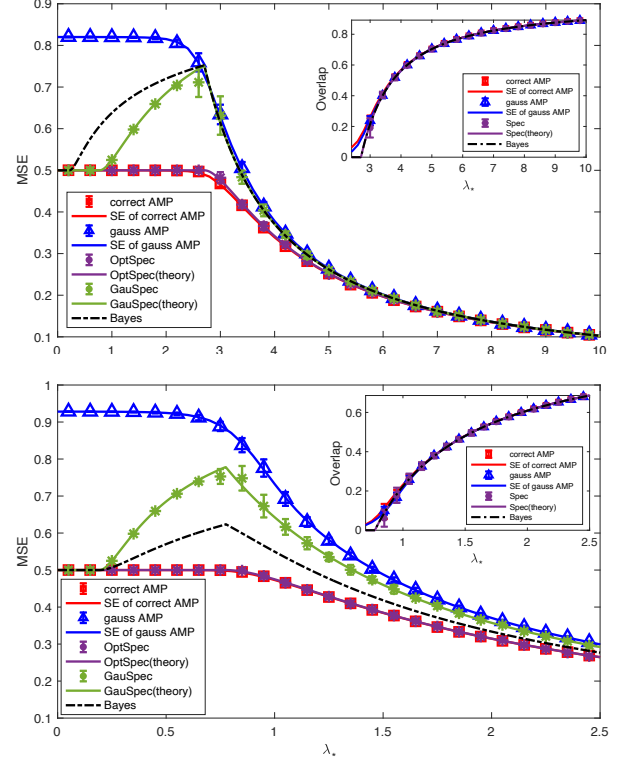 0.9
0.8
0.7
0.6
0.5
0.4
0.3
0.2
0.1
MSE
0 1 2 3 4 5 6 7 8 9 10
correct AMP
SE of correct AMP
gauss AMP
SE of gauss AMP
OptSpec
OptSpec(theory)
GauSpec
GauSpec(theory)
Bayes
0.8
0.6
0.4
0.2
0
Overlap
3 4 5 6 7 8 9 10
λ*
correct AMP
SE of correct AMP
gauss AMP
SE of gauss AMP
Spec
Spec(theory)
Bayes
1
0.9
0.8
0.7
0.6
0.5
0.4
0.3
0.2
0.1
MSE
0 0.5 1 1.5 2 2.5
λ*
correct AMP
SE of correct AMP
gauss AMP
SE of gauss AMP
OptSpec
OptSpec(theory)
GauSpec
GauSpec(theory)
Bayes
0.6
0.4
0.2
0
Overlap
1 1.5 2 2.5
λ*
correct AMP
SE of correct AMP
gauss AMP
SE of gauss AMP
Spec
Spec(theory)
Bayes